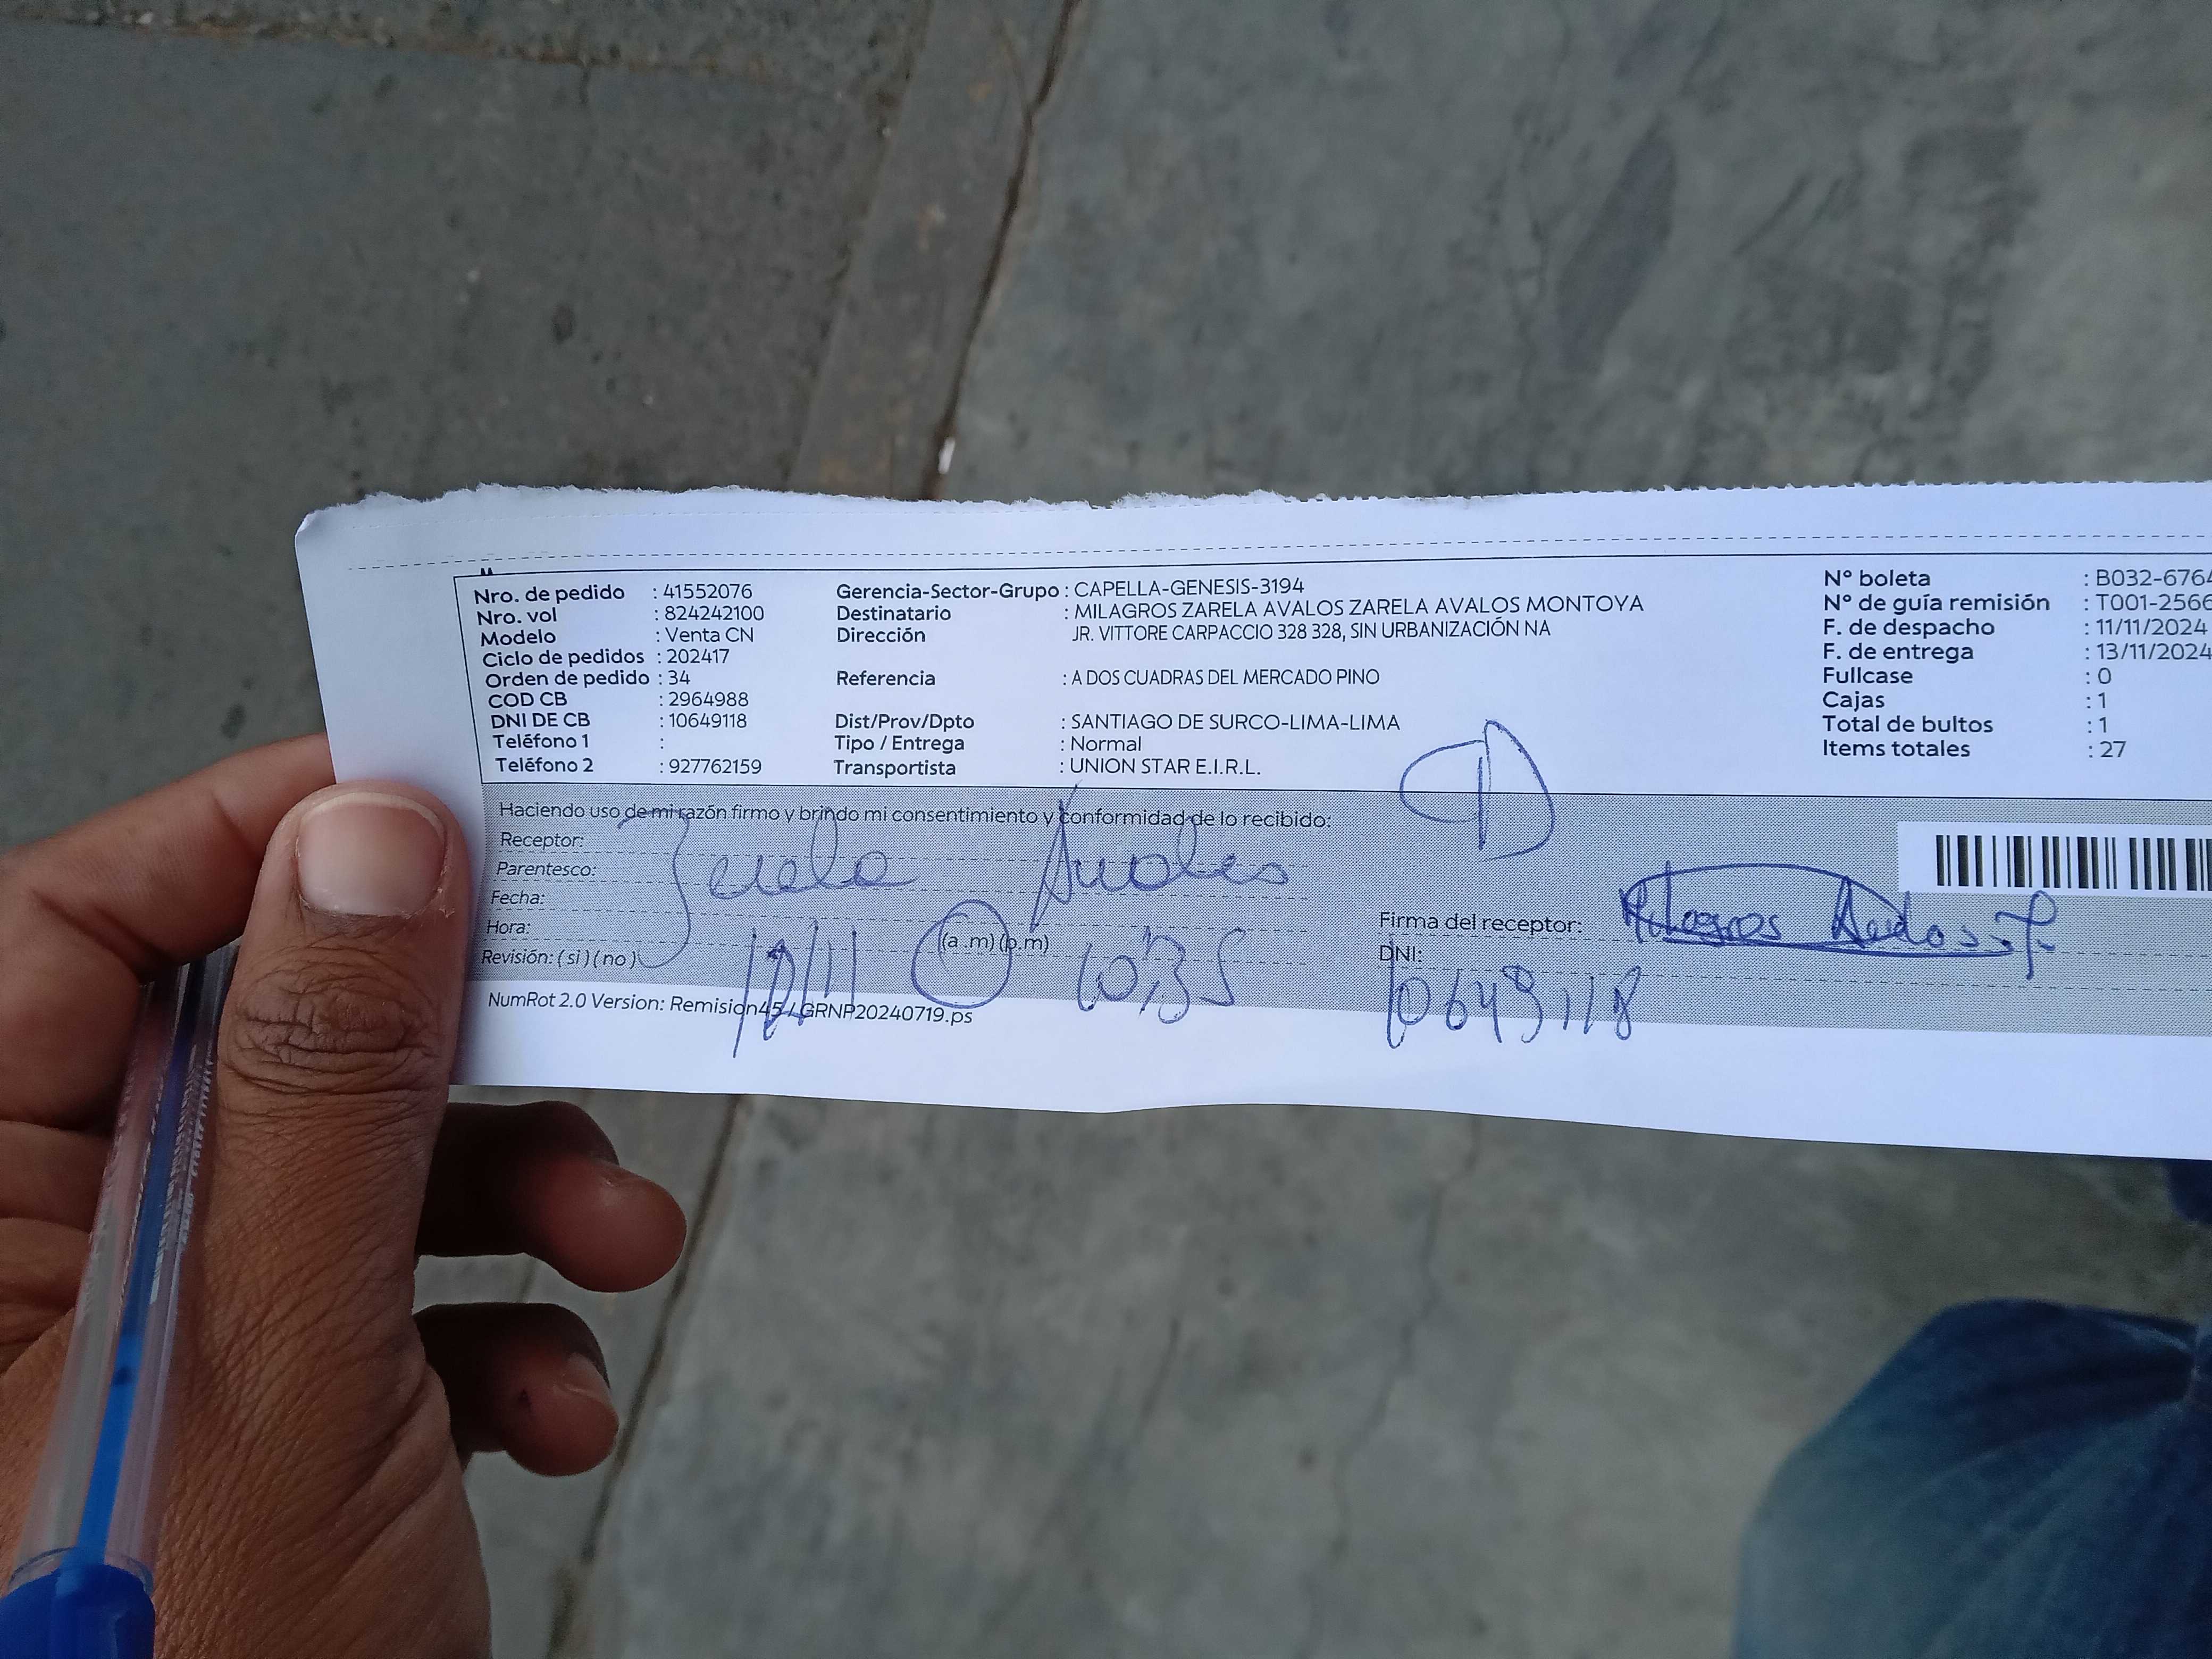 Nro. de pedido : 41552076
Nro. vol : 824242100
Modelo : Venta CN
Ciclo de pedidos : 202417
Orden de pedido : 34
COD CB : 2964988
DNI DE CB : 10649118
Teléfono 1 :
Teléfono 2 : 927762159
Gerencia-Sector-Grupo : CAPELLA-GENESIS-3194
Destinatario : MILAGROS ZARELA AVALOS ZARELA AVALOS MONTOYA
Dirección JR. VITTORE CARPACCIO 328 328, SIN URBANIZACIÓN NA
Referencia : A DOS CUADRAS DEL MERCADO PINO
Dist/Prov/Dpto : SANTIAGO DE SURCO-LIMA-LIMA
Tipo / Entrega : Normal
Transportista : UNION STAR E.I.R.L.
N° boleta : B032-6764
N° de guía remisión : T001-2566
F. de despacho : 11/11/2024
F. de entrega : 13/11/2024
Fullcase : 0
Cajas : 1
Total de bultos : 1
Items totales : 27
Haciendo uso de mi razón firmo y brindo mi consentimiento y conformidad de lo recibido:
Receptor:
Parentesco: Avalos
Fecha:
Hora: (a.m) (p.m) 10:35
Revisión: ( si ) ( no )
12/11
Firma del receptor: Milagros Avalos
DNI:
10649118
NumRot 2.0 Version: Remision45 / GRNP20240719.ps